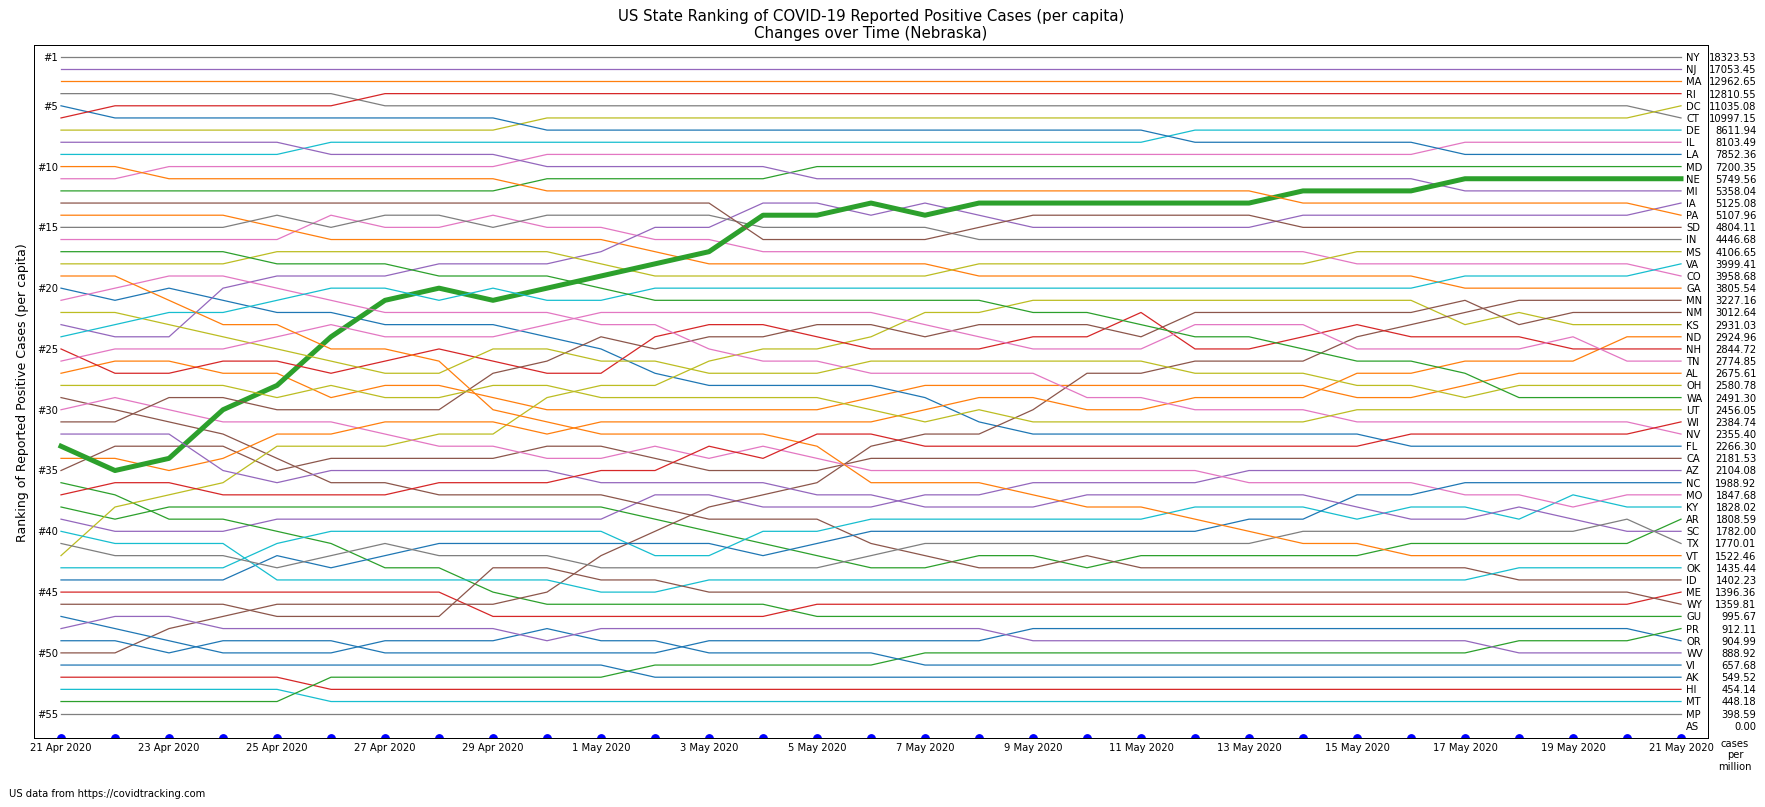 US State Ranking of COVID-19 Reported Positive Cases (per capita)
Changes over Time (Nebraska)
Ranking of Reported Positive Cases (per capita)
#1
#5
#10
#15
#20
#25
#30
#35
#40
#45
#50
#55
NY 18323.53
NJ 17053.45
MA 12962.65
RI 12810.55
DC 11035.08
CT 10997.15
DE 8611.94
IL 8103.49
LA 7852.36
MD 7200.35
NE 5749.56
MI 5358.04
IA 5125.08
PA 5107.96
SD 4804.11
IN 4446.68
MS 4106.65
VA 3999.41
CO 3958.68
GA 3805.54
MN 3227.16
NM 3012.64
KS 2931.03
ND 2924.96
NH 2844.72
TN 2774.85
AL 2675.61
OH 2580.78
WA 2491.30
UT 2456.05
WI 2384.74
NV 2355.40
FL 2266.30
CA 2181.53
AZ 2104.08
NC 1988.92
MO 1847.68
KY 1828.02
AR 1808.59
SC 1782.00
TX 1770.01
VT 1522.46
OK 1435.44
ID 1402.23
ME 1396.36
WY 1359.81
GU 995.67
PR 912.11
OR 904.99
WV 888.92
VI 657.68
AK 549.52
HI 454.14
MT 448.18
MP 398.59
AS 0.00
21 Apr 2020 23 Apr 2020 25 Apr 2020 27 Apr 2020 29 Apr 2020 1 May 2020 3 May 2020 5 May 2020 7 May 2020 9 May 2020 11 May 2020 13 May 2020 15 May 2020 17 May 2020 19 May 2020 21 May 2020
cases
per
million
US data from https://covidtracking.com